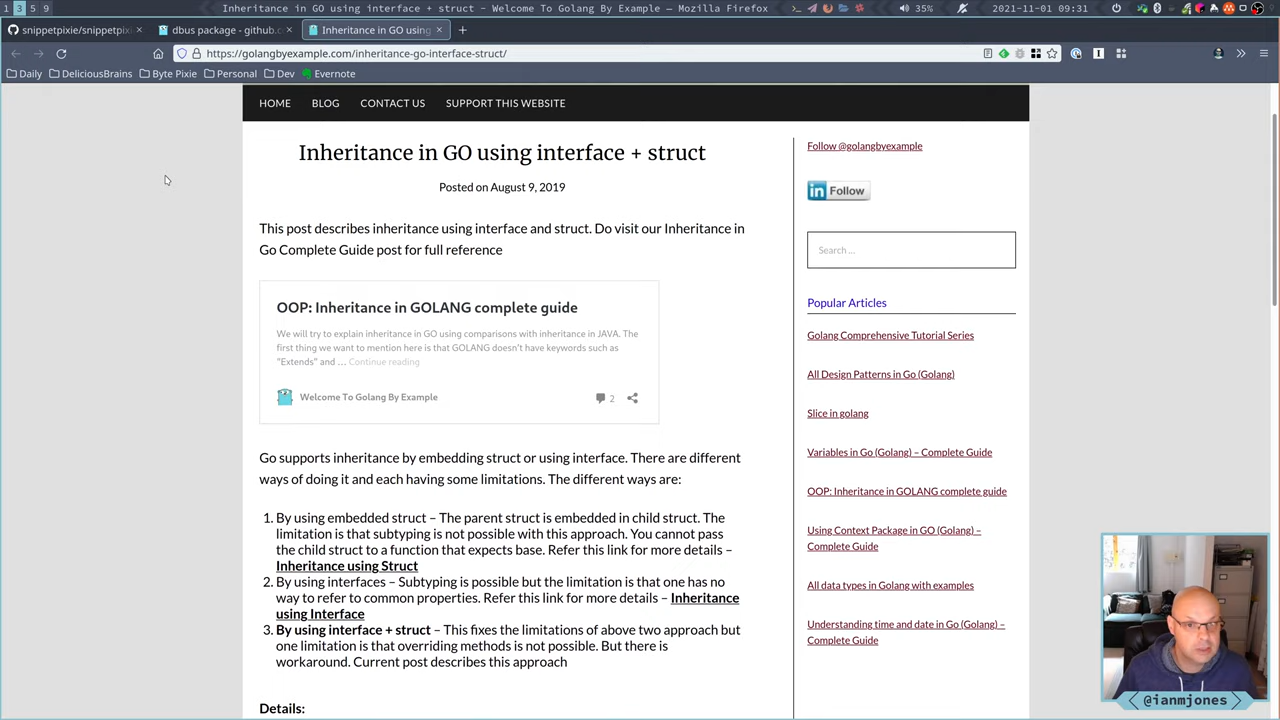 1 3 5 9
Inheritance in GO using interface + struct - Welcome To Golang By Example — Mozilla Firefox
35%
2021-11-01 09:31
snippetpixie/snippetpixi
dbus package - github.c
Inheritance in GO using
https://golangbyexample.com/inheritance-go-interface-struct/
Daily
DeliciousBrains
Byte Pixie
Personal
Dev
Evernote
HOME
BLOG
CONTACT US
SUPPORT THIS WEBSITE
Inheritance in GO using interface + struct
Posted on August 9, 2019
This post describes inheritance using interface and struct. Do visit our Inheritance in
Go Complete Guide post for full reference
OOP: Inheritance in GOLANG complete guide
We will try to explain inheritance in GO using comparisons with inheritance in JAVA. The
first thing we want to mention here is that GOLANG doesn't have keywords such as
"Extends" and ... Continue reading
Welcome To Golang By Example
2
Go supports inheritance by embedding struct or using interface. There are different
ways of doing it and each having some limitations. The different ways are:
1. By using embedded struct – The parent struct is embedded in child struct. The
limitation is that subtyping is not possible with this approach. You cannot pass
the child struct to a function that expects base. Refer this link for more details –
Inheritance using Struct
2. By using interfaces – Subtyping is possible but the limitation is that one has no
way to refer to common properties. Refer this link for more details – Inheritance
using Interface
3. By using interface + struct – This fixes the limitations of above two approach but
one limitation is that overriding methods is not possible. But there is
workaround. Current post describes this approach
Details:
Follow @golangbyexample
in Follow
Search ...
Popular Articles
Golang Comprehensive Tutorial Series
All Design Patterns in Go (Golang)
Slice in golang
Variables in Go (Golang) – Complete Guide
OOP: Inheritance in GOLANG complete guide
Using Context Package in GO (Golang) –
Complete Guide
All data types in Golang with examples
Understanding time and date in Go (Golang) –
Complete Guide
@ianmjones